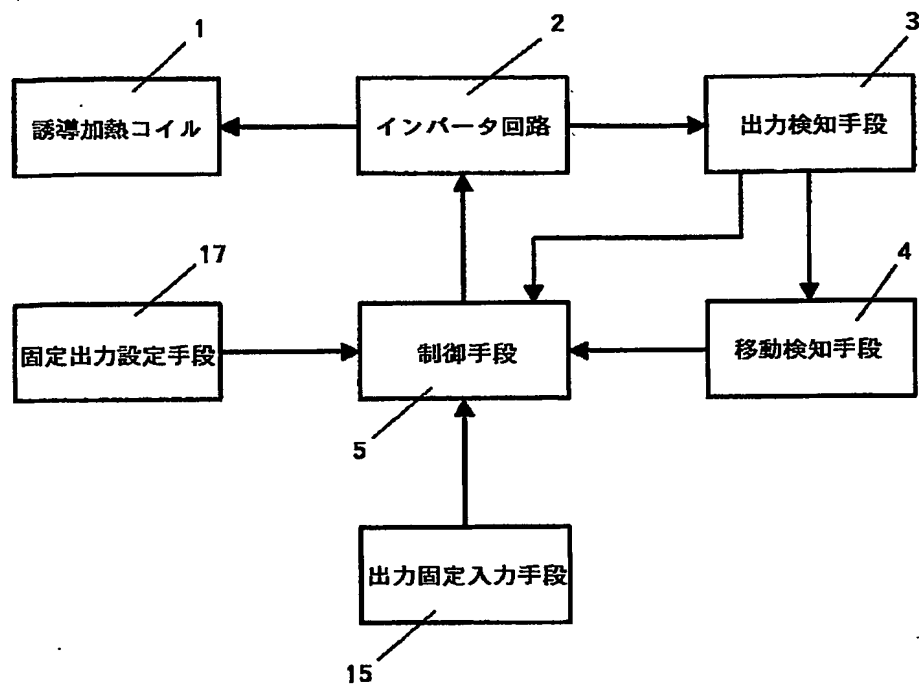 1
2
3
誘導加熱コイル
インバータ回路
出力検知手段
17
4
固定出力設定手段
制御手段
移動検知手段
5
出力固定入力手段
15